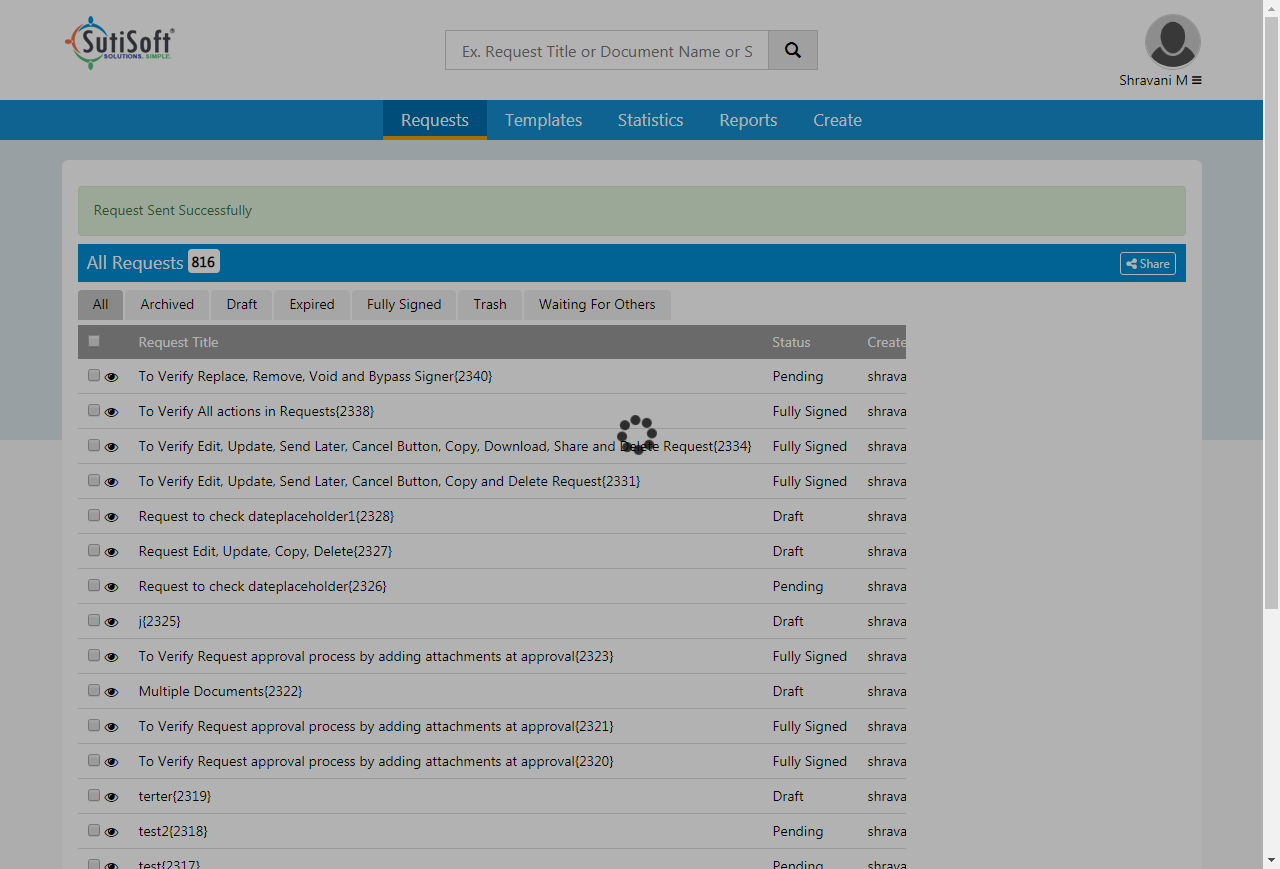 SutiSoft
SOLUTIONS. SIMPLE.
Ex. Request Title or Document Name or S
Shravani M
Requests Templates Statistics Reports Create
Request Sent Successfully
All Requests 816 Share
All Archived Draft Expired Fully Signed Trash Waiting For Others
Request Title Status Create
To Verify Replace, Remove, Void and Bypass Signer{2340} Pending shrava
To Verify All actions in Requests{2338} Fully Signed shrava
To Verify Edit, Update, Send Later, Cancel Button, Copy, Download, Share and Delete Request{2334} Fully Signed shrava
To Verify Edit, Update, Send Later, Cancel Button, Copy and Delete Request{2331} Fully Signed shrava
Request to check dateplaceholder1{2328} Draft shrava
Request Edit, Update, Copy, Delete{2327} Draft shrava
Request to check dateplaceholder{2326} Pending shrava
j{2325} Draft shrava
To Verify Request approval process by adding attachments at approval{2323} Fully Signed shrava
Multiple Documents{2322} Draft shrava
To Verify Request approval process by adding attachments at approval{2321} Fully Signed shrava
To Verify Request approval process by adding attachments at approval{2320} Fully Signed shrava
terter{2319} Draft shrava
test2{2318} Pending shrava
test{2317} Pending shrava